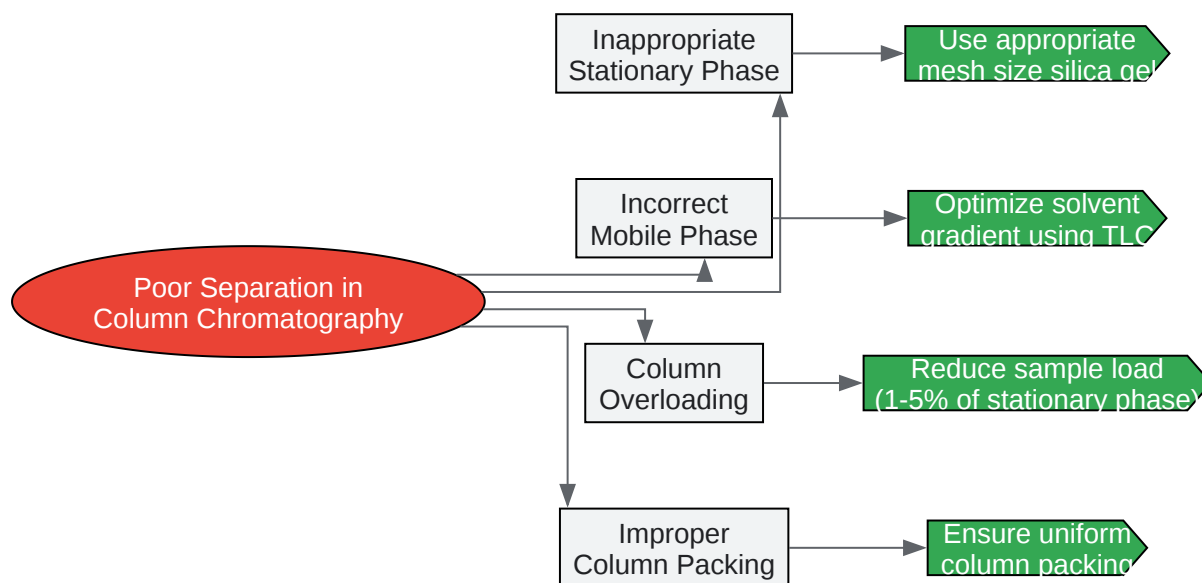 Inappropriate
Stationary Phase
Use appropriate
mesh size silica gel
Incorrect
Mobile Phase
Optimize solvent
gradient using TLC
Poor Separation in
Column Chromatography
Column
Overloading
Reduce sample load
(1-5% of stationary phase)
Improper
Column Packing
Ensure uniform
column packing